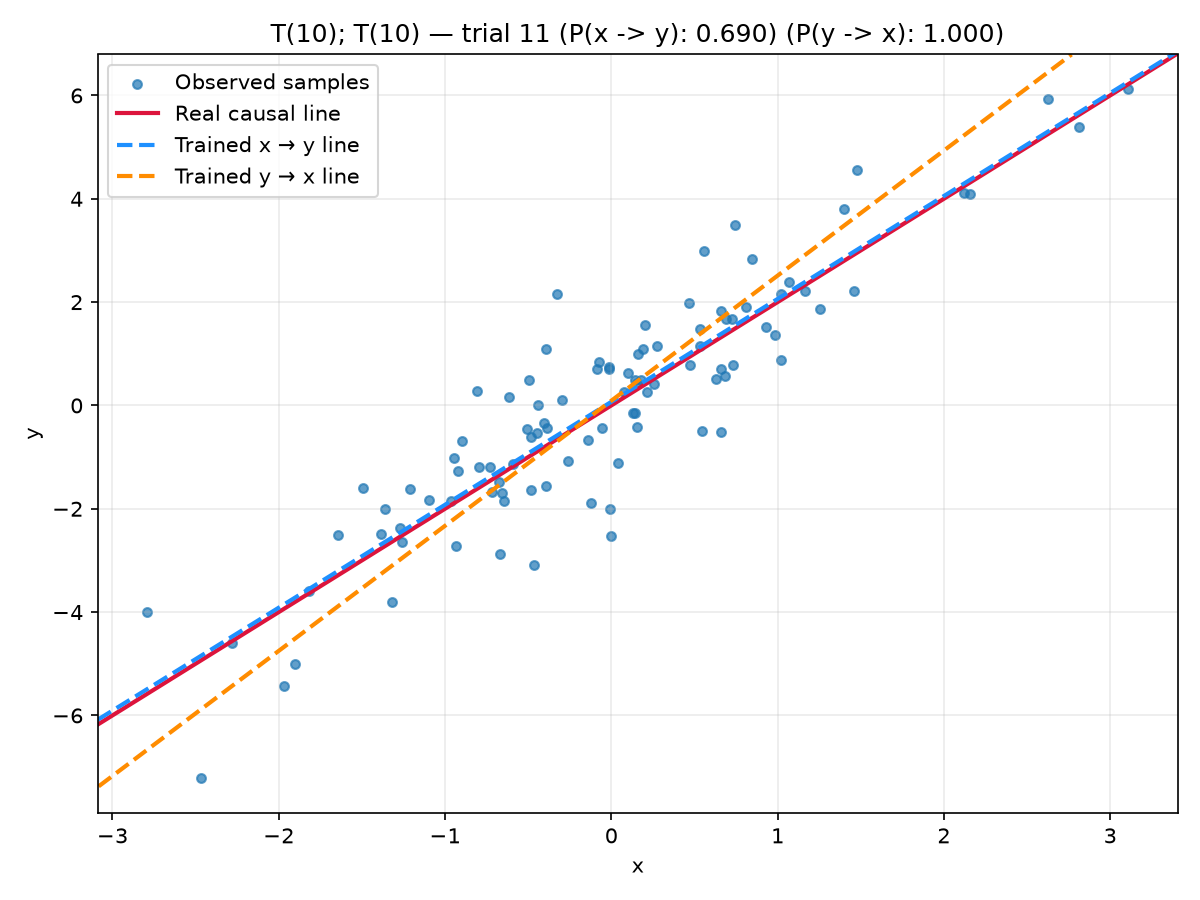 T(10); T(10) — trial 11 (P(x -> y): 0.690) (P(y -> x): 1.000)
Observed samples
Real causal line
Trained x → y line
Trained y → x line
6
4
2
0
−2
−4
−6
y
−3
−2
−1
0
1
2
3
x